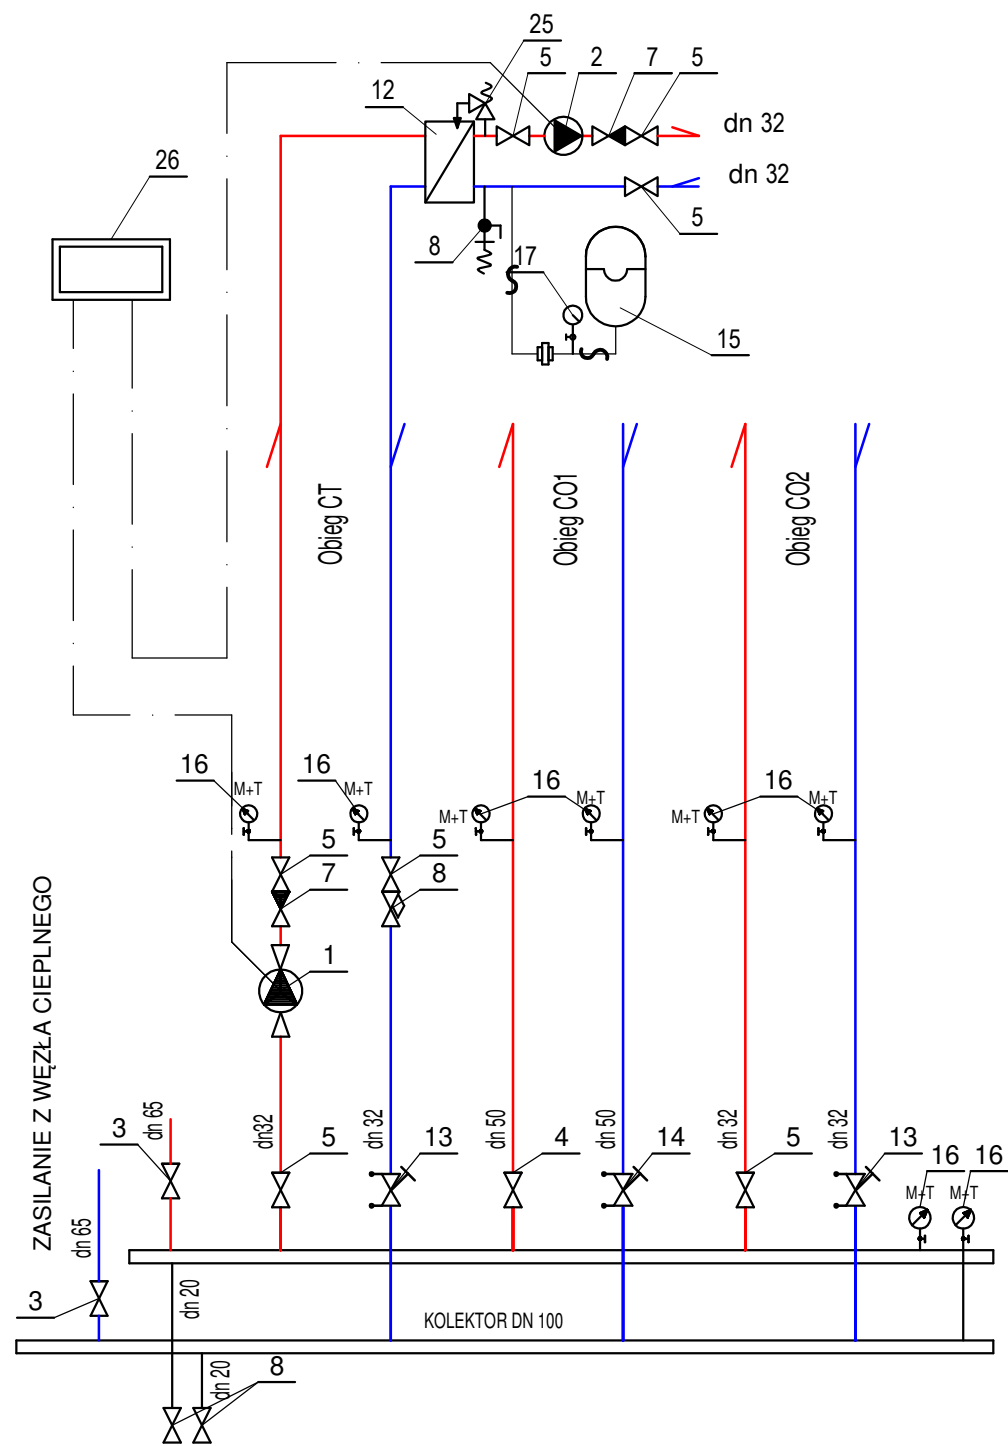 25
5
2
7
5
12
dn 32
26
dn 32
8
17
5
15
Obieg CT
Obieg CO1
Obieg CO2
16
M+T
16
M+T
M+T
16
M+T
16
M+T
5
5
7
8
1
ZASILANIE Z WĘZŁA CIEPLNEGO
dn 65
3
dn32
5
dn 32
13
dn 50
4
dn 50
14
dn 32
5
dn 32
13
16
16
M+T
M+T
dn 65
3
dn 20
KOLEKTOR DN 100
dn 20
8